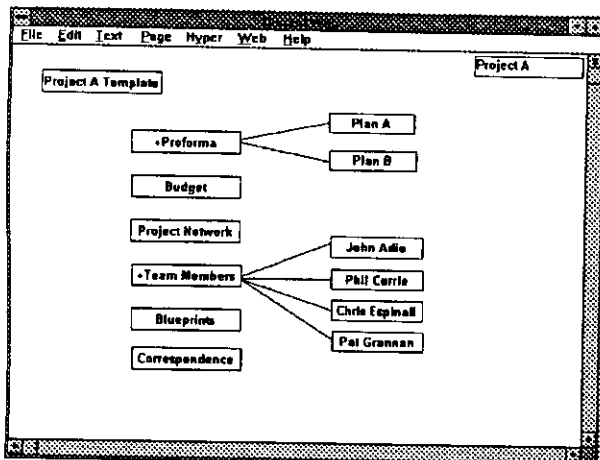 File Edit Text Page Hyper Web Help
Project A
Project A Template
+Proforma
Plan A
Plan B
Budget
Project Network
+Team Members
John Adie
Phil Currie
Chris Espinall
Pat Grannan
Blueprints
Correspondence